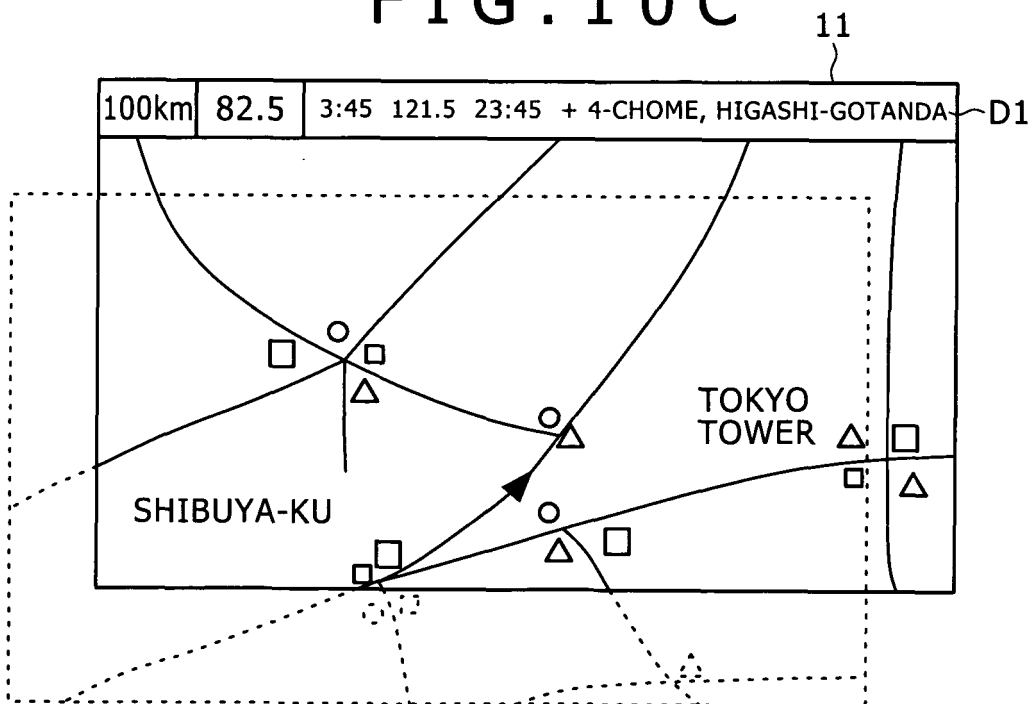 FIG.10C
11
100km 82.5 3:45 121.5 23:45 + 4-CHOME, HIGASHI-GOTANDA D1
TOKYO
TOWER
SHIBUYA-KU